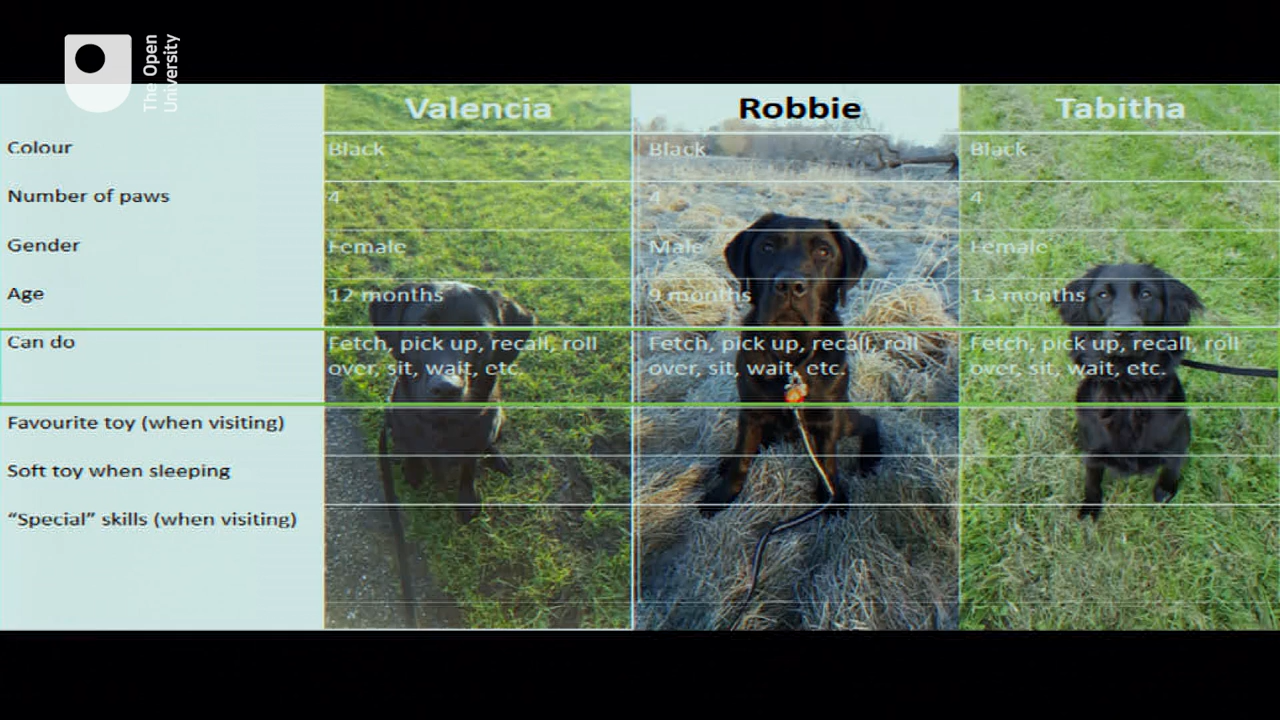 The Open
University
Valencia Robbie Tabitha
Colour Black Black Black
Number of paws 4 4 4
Gender Female Male Female
Age 12 months 9 months 13 months
Can do Fetch, pick up, recall, roll Fetch, pick up, recall, roll Fetch, pick up, recall, roll
over, sit, wait, etc. over, sit, wait, etc. over, sit, wait, etc.
Favourite toy (when visiting)
Soft toy when sleeping
“Special” skills (when visiting)